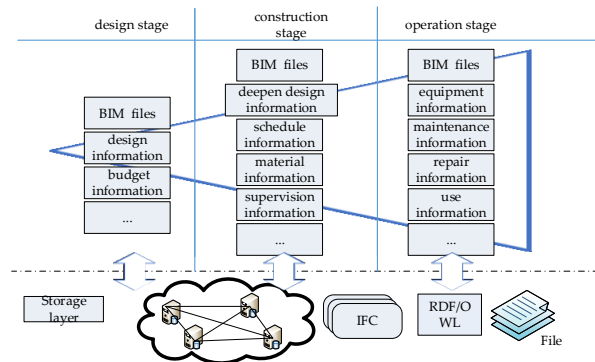 design stage
construction
stage
operation stage
BIM files
design
information
budget
information
...
BIM files
deepen design
information
schedule
information
material
information
supervision
information
...
BIM files
equipment
information
maintenance
information
repair
information
use
information
...
Storage
layer
IFC
RDF/O
WL
File